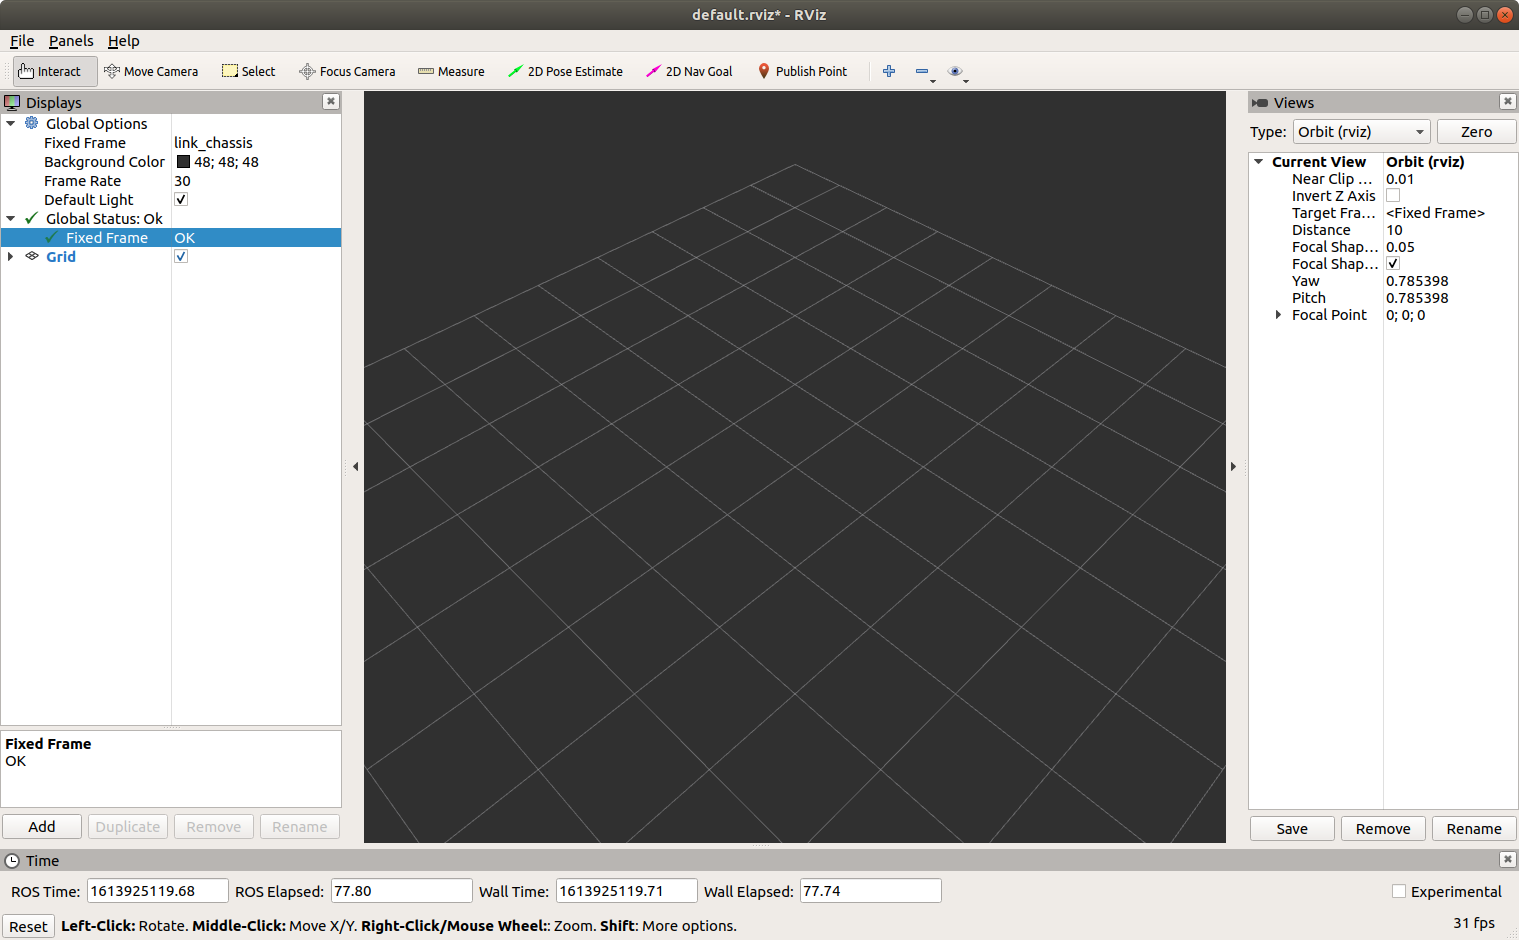 default.rviz* - RViz
File Panels Help
Interact Move Camera Select Focus Camera Measure 2D Pose Estimate 2D Nav Goal Publish Point
Displays
Global Options
Fixed Frame link_chassis
Background Color 48; 48; 48
Frame Rate 30
Default Light
Global Status: Ok
Fixed Frame OK
Grid
Fixed Frame
OK
Add Duplicate Remove Rename
Views
Type: Orbit (rviz) Zero
Current View Orbit (rviz)
Near Clip ... 0.01
Invert Z Axis
Target Fra... <Fixed Frame>
Distance 10
Focal Shap... 0.05
Focal Shap...
Yaw 0.785398
Pitch 0.785398
Focal Point 0; 0; 0
Save Remove Rename
Time
ROS Time: 1613925119.68 ROS Elapsed: 77.80 Wall Time: 1613925119.71 Wall Elapsed: 77.74 Experimental
Reset Left-Click: Rotate. Middle-Click: Move X/Y. Right-Click/Mouse Wheel:: Zoom. Shift: More options. 31 fps